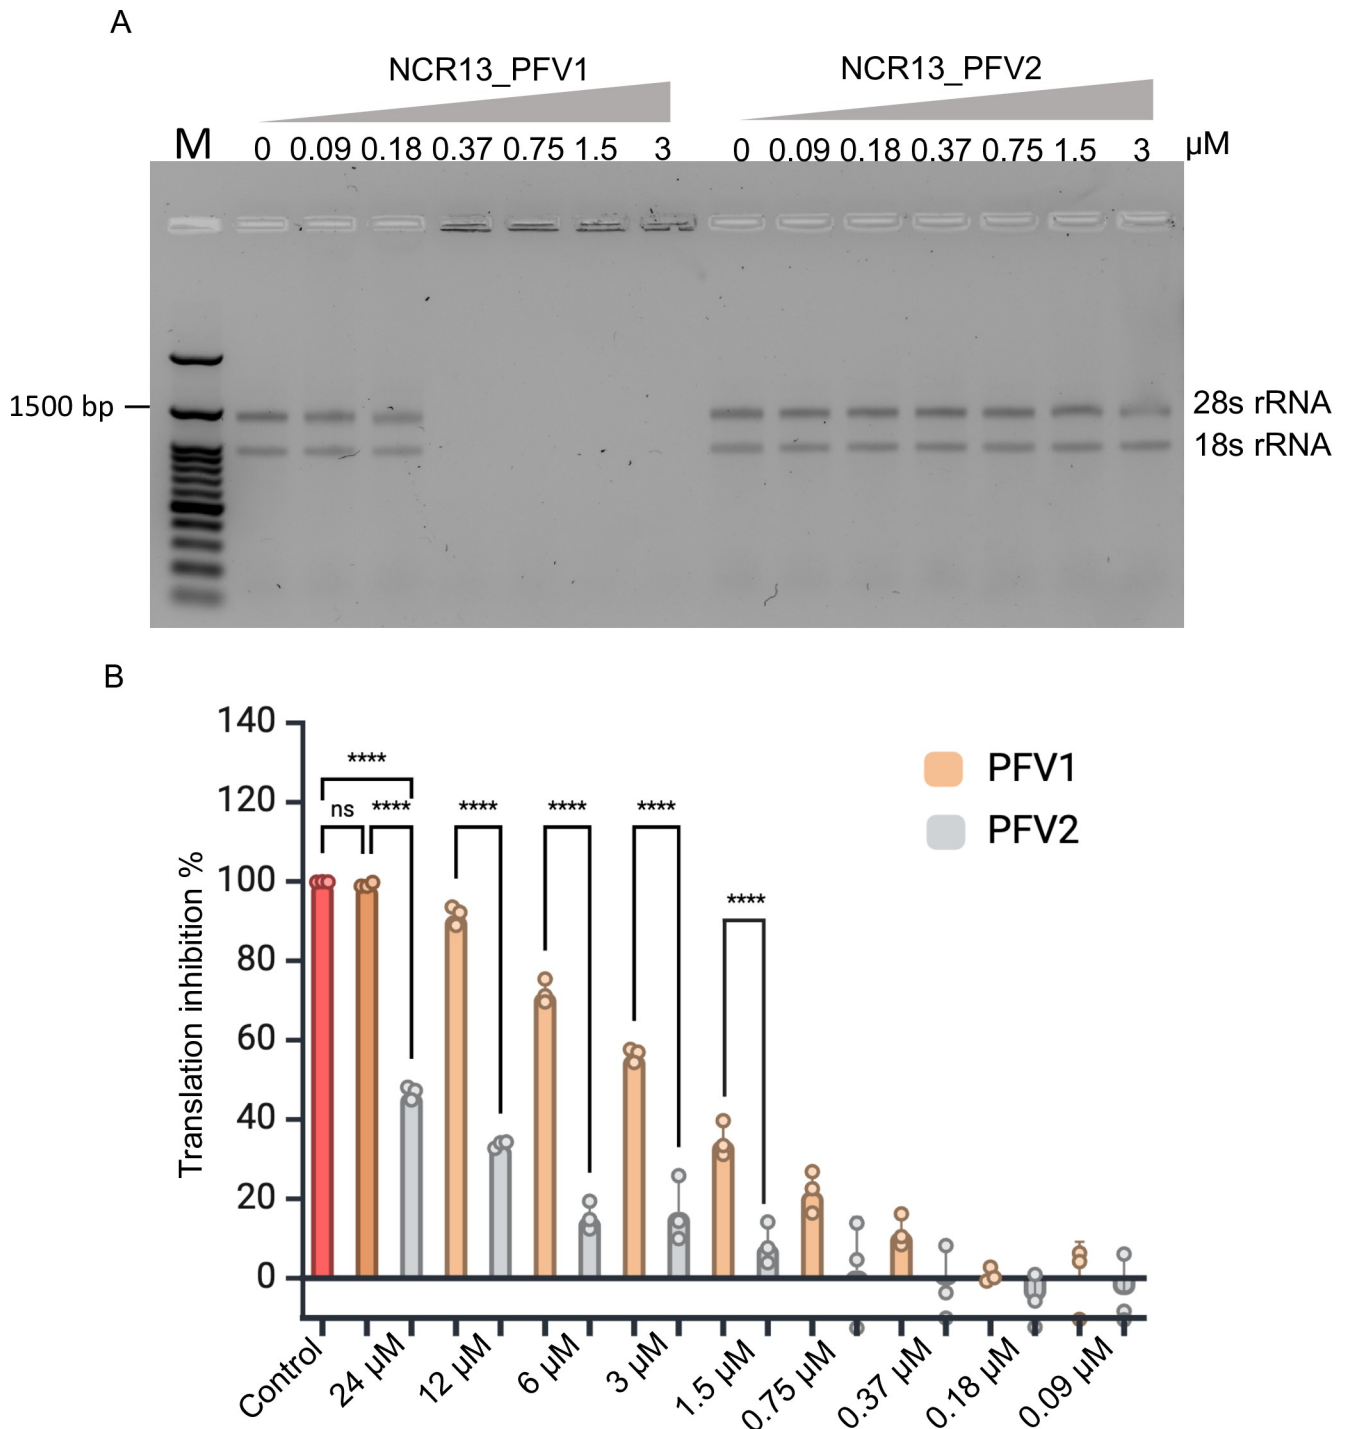 A
NCR13_PFV1 NCR13_PFV2
M 0 0.09 0.18 0.37 0.75 1.5 3 0 0.09 0.18 0.37 0.75 1.5 3 µM
1500 bp
28s rRNA
18s rRNA
B
140
120
100
80
60
40
20
0
Translation inhibition %
****
ns **** **** **** ****
****
PFV1
PFV2
Control 24 µM 12 µM 6 µM 3 µM 1.5 µM 0.75 µM 0.37 µM 0.18 µM 0.09 µM